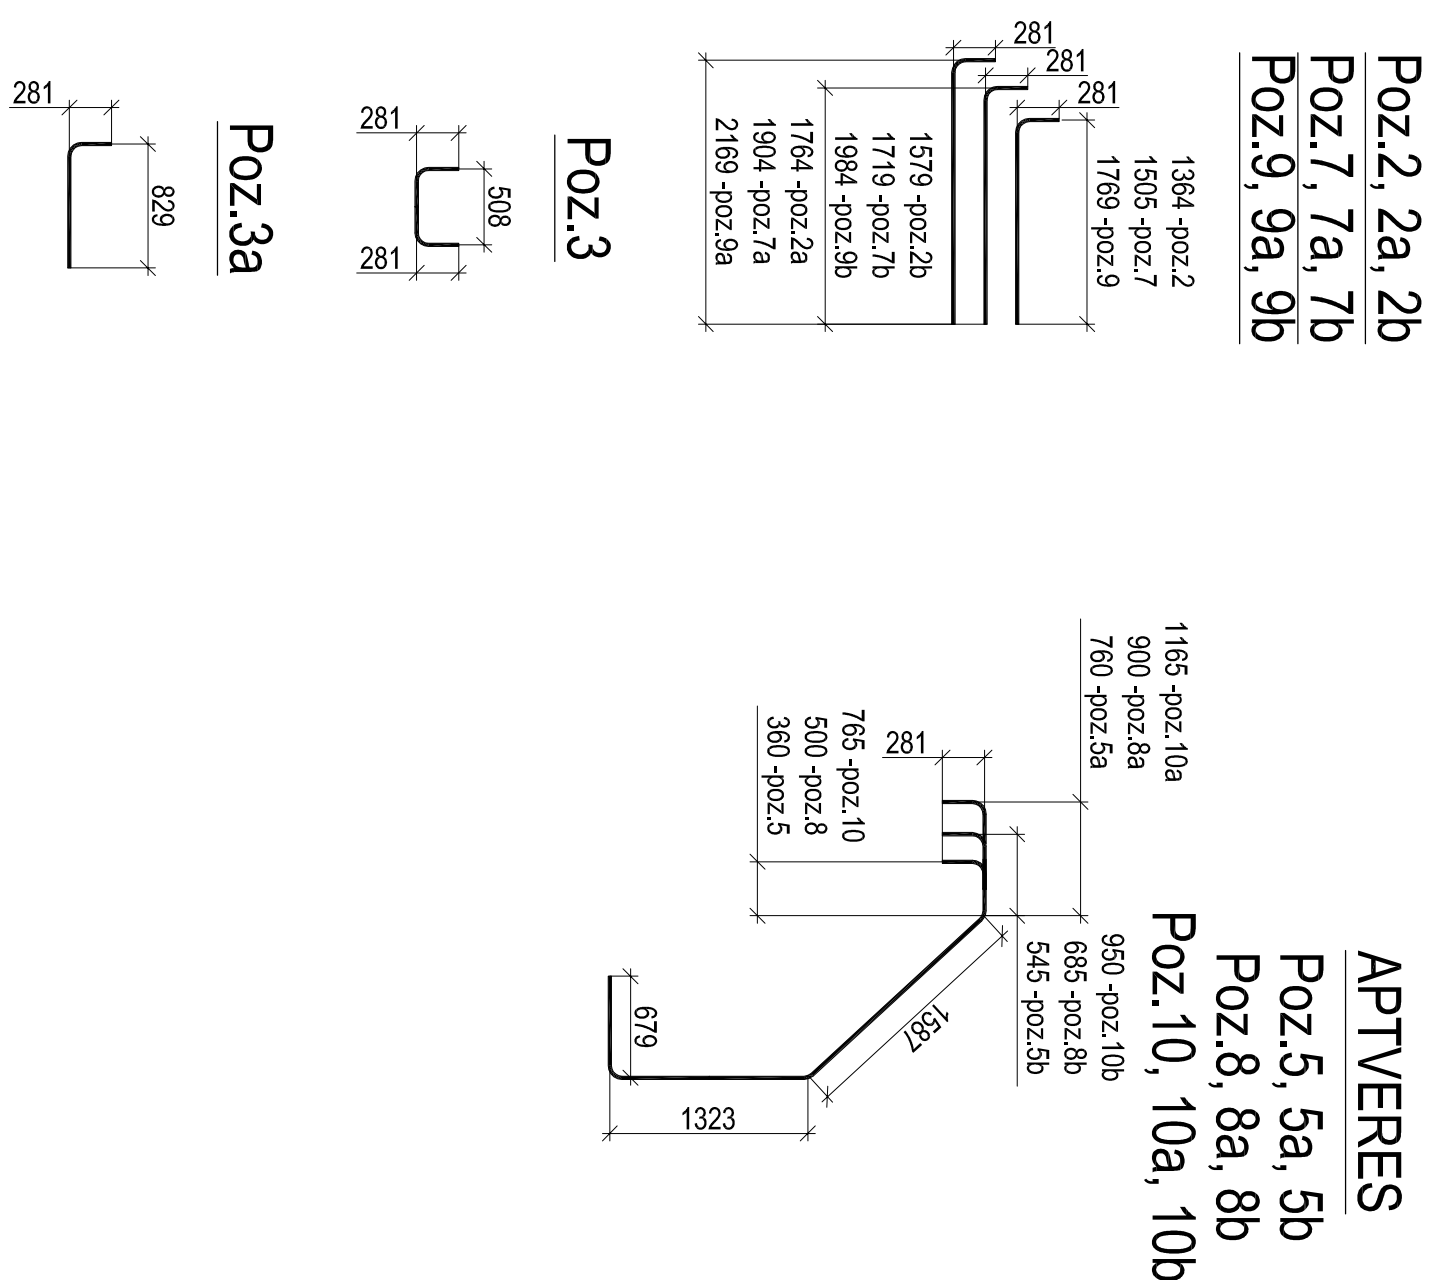 Poz.2, 2a, 2b
Poz.7, 7a, 7b
Poz.9, 9a, 9b
281
281
281
1364 -poz.2
1505 -poz.7
1769 -poz.9
1579 -poz.2b
1719 -poz.7b
1984 -poz.9b
1764 -poz.2a
1904 -poz.7a
2169 -poz.9a
Poz.3
281
508
281
Poz.3a
281
829
APTVERES
Poz.5, 5a, 5b
Poz.8, 8a, 8b
Poz.10, 10a, 10b
1165 -poz.10a
900 -poz.8a
760 -poz.5a
281
765 -poz.10
500 -poz.8
360 -poz.5
950 -poz.10b
685 -poz.8b
545 -poz.5b
1587
679
1323